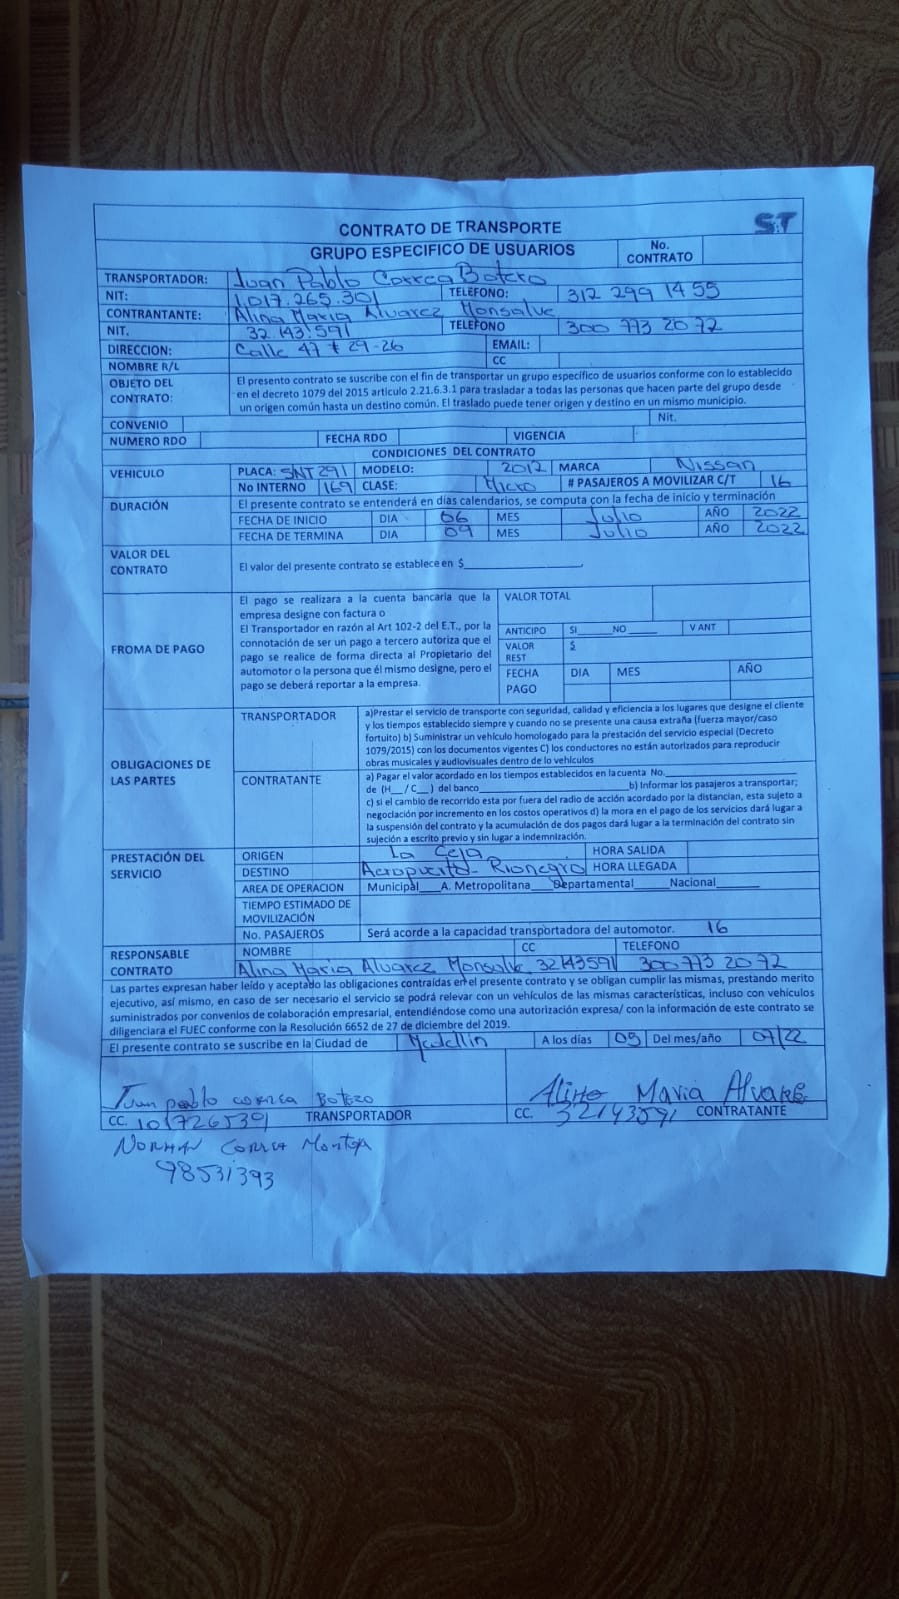 CONTRATO DE TRANSPORTE
ST
GRUPO ESPECIFICO DE USUARIOS No. CONTRATO
TRANSPORTADOR: Juan Pablo Correa Botero
NIT: 1.017.265.301 TELEFONO: 312 299 14 55
CONTRANTANTE: Alina Maria Alvarez Monsalve
NIT. 32 143.591 TELEFONO 300 773 20 72
DIRECCION: Calle 47 # 29-26 EMAIL:
NOMBRE R/L CC
OBJETO DEL CONTRATO: El presento contrato se suscribe con el fin de transportar un grupo específico de usuarios conforme con lo establecido
en el decreto 1079 del 2015 articulo 2.21.6.3.1 para trasladar a todas las personas que hacen parte del grupo desde
un origen común hasta un destino común. El traslado puede tener origen y destino en un mismo municipio.
CONVENIO Nit.
NUMERO RDO FECHA RDO VIGENCIA
CONDICIONES DEL CONTRATO
VEHICULO PLACA: SNT291 MODELO: 2012 MARCA Nissan
No INTERNO 169 CLASE: Micro # PASAJEROS A MOVILIZAR C/T 16
DURACIÓN El presente contrato se entenderá en días calendarios, se computa con la fecha de inicio y terminación
FECHA DE INICIO DIA 06 MES Julio AÑO 2022
FECHA DE TERMINA DIA 09 MES Julio AÑO 2022
VALOR DEL CONTRATO El valor del presente contrato se establece en $
FROMA DE PAGO El pago se realizara a la cuenta bancaria que la
empresa designe con factura o
El Transportador en razón al Art 102-2 del E.T., por la
connotación de ser un pago a tercero autoriza que el
pago se realice de forma directa al Propietario del
automotor o la persona que él mismo designe, pero el
pago se deberá reportar a la empresa.
VALOR TOTAL
ANTICIPO SI NO V ANT
VALOR REST $
FECHA PAGO DIA MES AÑO
OBLIGACIONES DE LAS PARTES
TRANSPORTADOR a)Prestar el servicio de transporte con seguridad, calidad y eficiencia a los lugares que designe el cliente
y los tiempos establecido siempre y cuando no se presente una causa extraña (fuerza mayor/caso
fortuito) b) Suministrar un vehículo homologado para la prestación del servicio especial (Decreto
1079/2015) con los documentos vigentes C) los conductores no están autorizados para reproducir
obras musicales y audiovisuales dentro de lo vehículos
CONTRATANTE a) Pagar el valor acordado en los tiempos establecidos en la cuenta No.
de (H__/ C__) del banco b) Informar los pasajeros a transportar;
c) si el cambio de recorrido esta por fuera del radio de acción acordado por la distancian, esta sujeto a
negociación por incremento en los costos operativos d) la mora en el pago de los servicios dará lugar a
la suspensión del contrato y la acumulación de dos pagos dará lugar a la terminación del contrato sin
sujeción a escrito previo y sin lugar a indemnización.
PRESTACIÓN DEL SERVICIO
ORIGEN La Ceja HORA SALIDA
DESTINO Aeropuerto- Rionegro HORA LLEGADA
AREA DE OPERACION Municipal___A. Metropolitana___Departamental____Nacional____
TIEMPO ESTIMADO DE MOVILIZACIÓN
No. PASAJEROS Será acorde a la capacidad transportadora del automotor. 16
RESPONSABLE CONTRATO NOMBRE CC TELEFONO
Alina Maria Alvarez Monsalve 32143591 300 773 20 72
Las partes expresan haber leído y aceptado las obligaciones contraídas en el presente contrato y se obligan cumplir las mismas, prestando merito
ejecutivo, así mismo, en caso de ser necesario el servicio se podrá relevar con un vehículos de las mismas características, incluso con vehículos
suministrados por convenios de colaboración empresarial, entendiéndose como una autorización expresa/ con la información de este contrato se
diligenciara el FUEC conforme con la Resolución 6652 de 27 de diciembre del 2019.
El presente contrato se suscribe en la Ciudad de Medellin A los días 05 Del mes/año 07/22
Juan pablo correa Botero Alina Maria Alvarez
CC. 1017265301 TRANSPORTADOR CC. 32143591 CONTRATANTE
Norman Correa Montoya
98531393